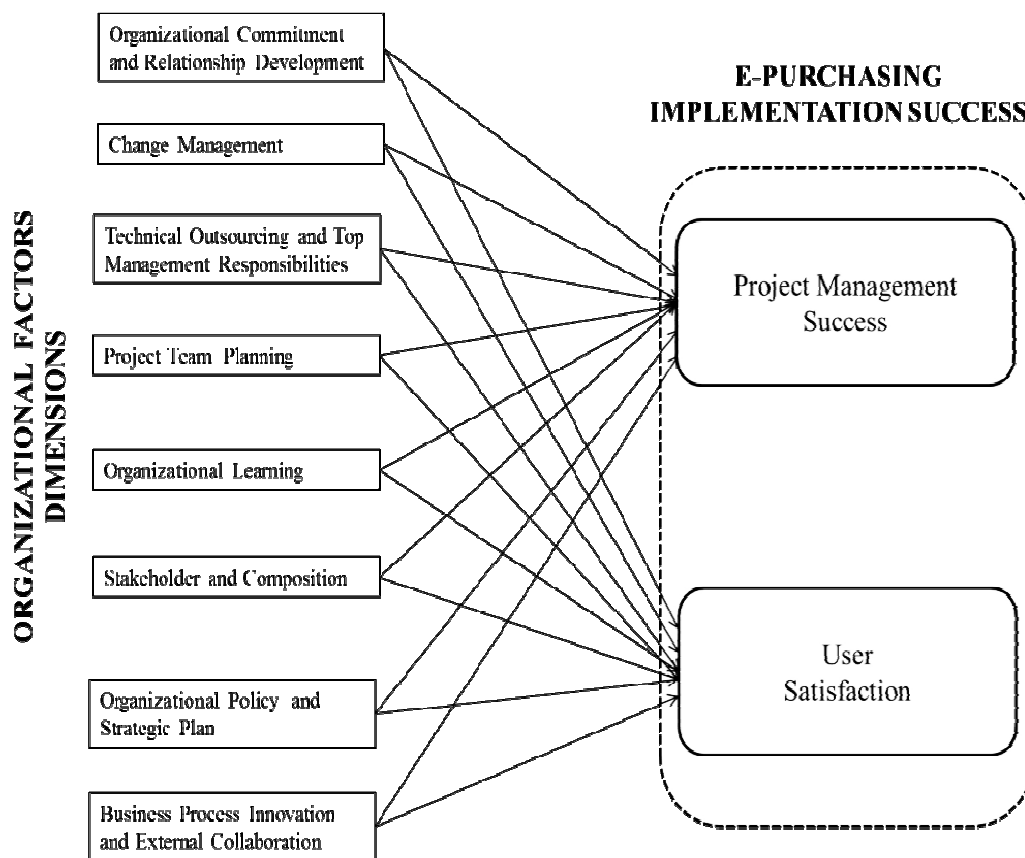 Organizational Commitment
and Relationship Development
Change Management
Technical Outsourcing and Top
Management Responsibilities
Project Team Planning
Organizational Learning
Stakeholder and Composition
Organizational Policy and
Strategic Plan
Business Process Innovation
and External Collaboration
ORGANIZATIONAL FACTORS
DIMENSIONS
E-PURCHASING
IMPLEMENTATION SUCCESS
Project Management
Success
User
Satisfaction